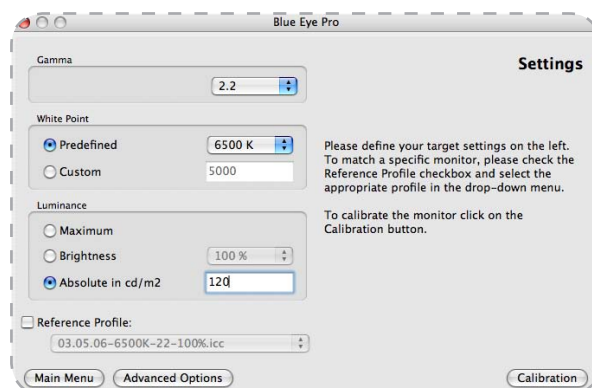 Blue Eye Pro
Gamma
2.2
White Point
Predefined
6500 K
Custom
5000
Luminance
Maximum
Brightness
100 %
Absolute in cd/m2
120
Reference Profile:
03.05.06-6500K-22-100%.icc
Main Menu
Advanced Options
Settings
Please define your target settings on the left.
To match a specific monitor, please check the
Reference Profile checkbox and select the
appropriate profile in the drop-down menu.
To calibrate the monitor click on the
Calibration button.
Calibration